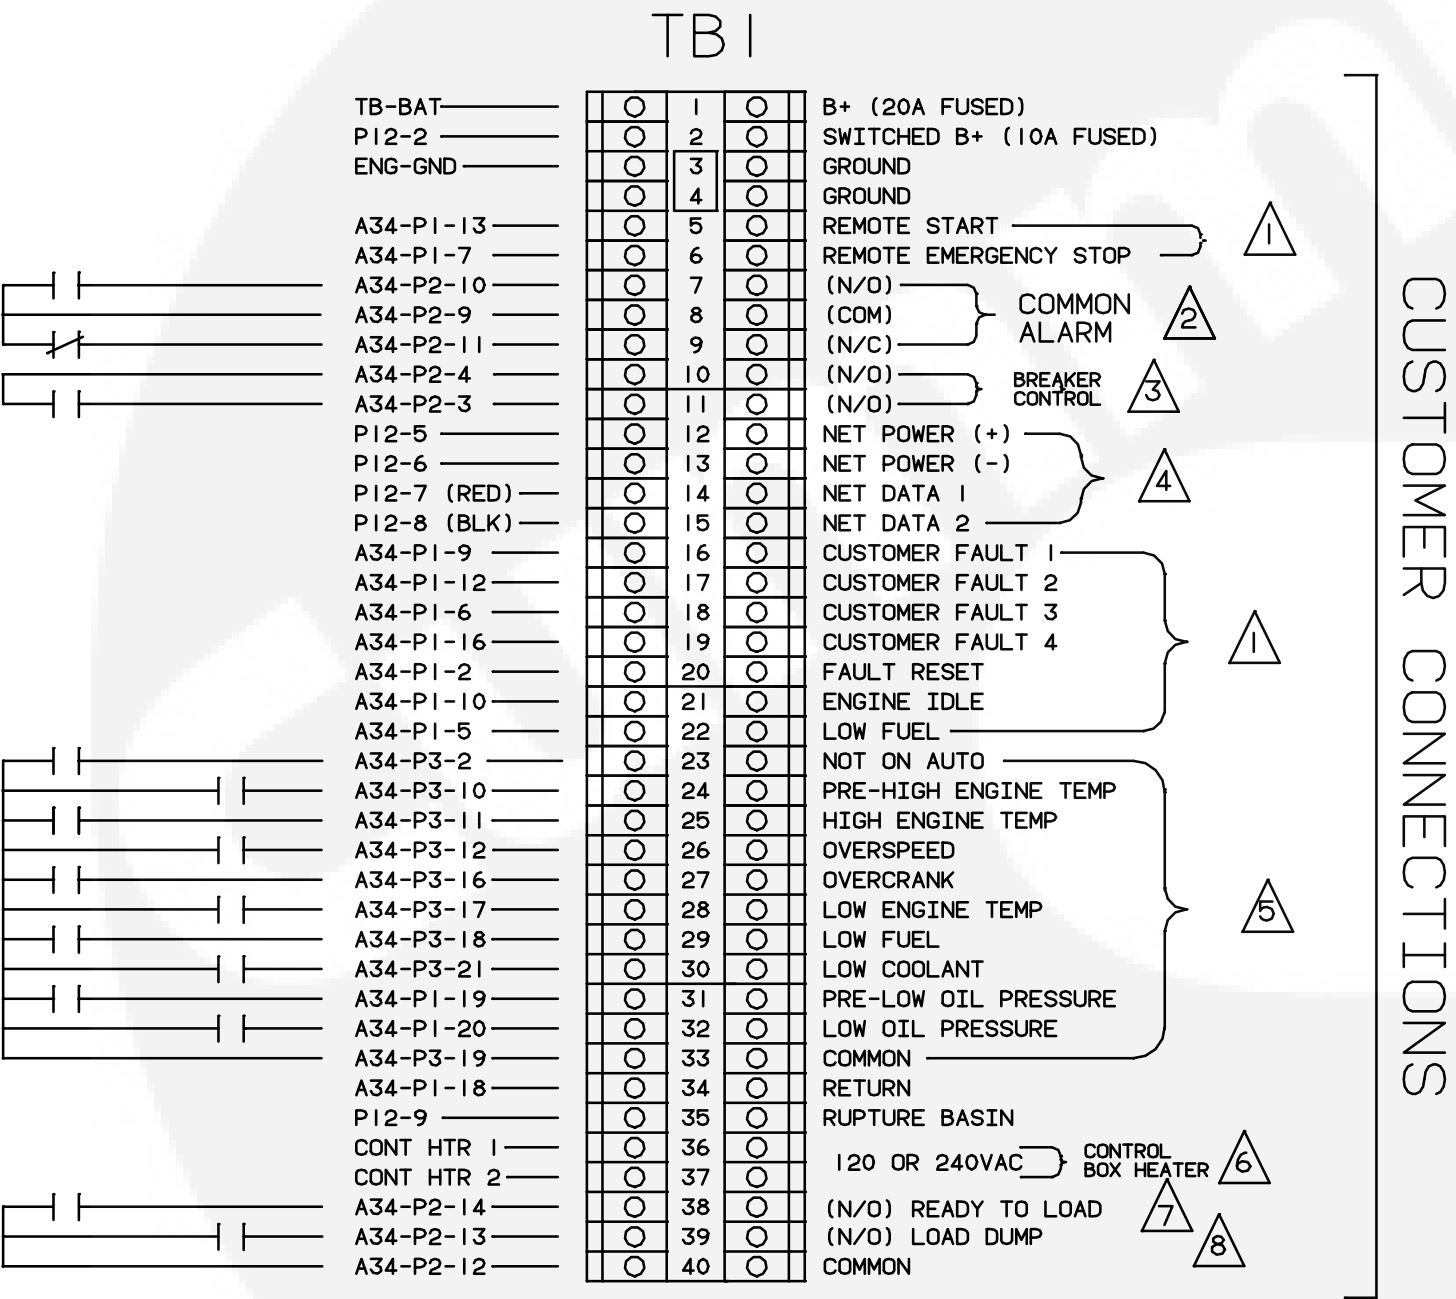 TB1
TB-BAT 1 B+ (20A FUSED)
P12-2 2 SWITCHED B+ (10A FUSED)
ENG-GND 3 GROUND
4 GROUND
A34-P1-13 5 REMOTE START
1
A34-P1-7 6 REMOTE EMERGENCY STOP
A34-P2-10 7 (N/O)
A34-P2-9 8 (COM)
COMMON
ALARM
2
A34-P2-11 9 (N/C)
A34-P2-4 10 (N/O)
BREAKER
CONTROL
3
A34-P2-3 11 (N/O)
P12-5 12 NET POWER (+)
P12-6 13 NET POWER (-)
4
P12-7 (RED) 14 NET DATA 1
P12-8 (BLK) 15 NET DATA 2
A34-P1-9 16 CUSTOMER FAULT 1
A34-P1-12 17 CUSTOMER FAULT 2
A34-P1-6 18 CUSTOMER FAULT 3
A34-P1-16 19 CUSTOMER FAULT 4
1
A34-P1-2 20 FAULT RESET
A34-P1-10 21 ENGINE IDLE
A34-P1-5 22 LOW FUEL
A34-P3-2 23 NOT ON AUTO
A34-P3-10 24 PRE-HIGH ENGINE TEMP
A34-P3-11 25 HIGH ENGINE TEMP
A34-P3-12 26 OVERSPEED
A34-P3-16 27 OVERCRANK
A34-P3-17 28 LOW ENGINE TEMP
5
A34-P3-18 29 LOW FUEL
A34-P3-21 30 LOW COOLANT
A34-P1-19 31 PRE-LOW OIL PRESSURE
A34-P1-20 32 LOW OIL PRESSURE
A34-P3-19 33 COMMON
A34-P1-18 34 RETURN
P12-9 35 RUPTURE BASIN
CONT HTR 1 36
120 OR 240VAC
CONTROL
BOX HEATER
6
CONT HTR 2 37
A34-P2-14 38 (N/O) READY TO LOAD
7
A34-P2-13 39 (N/O) LOAD DUMP
8
A34-P2-12 40 COMMON
CUSTOMER CONNECTIONS